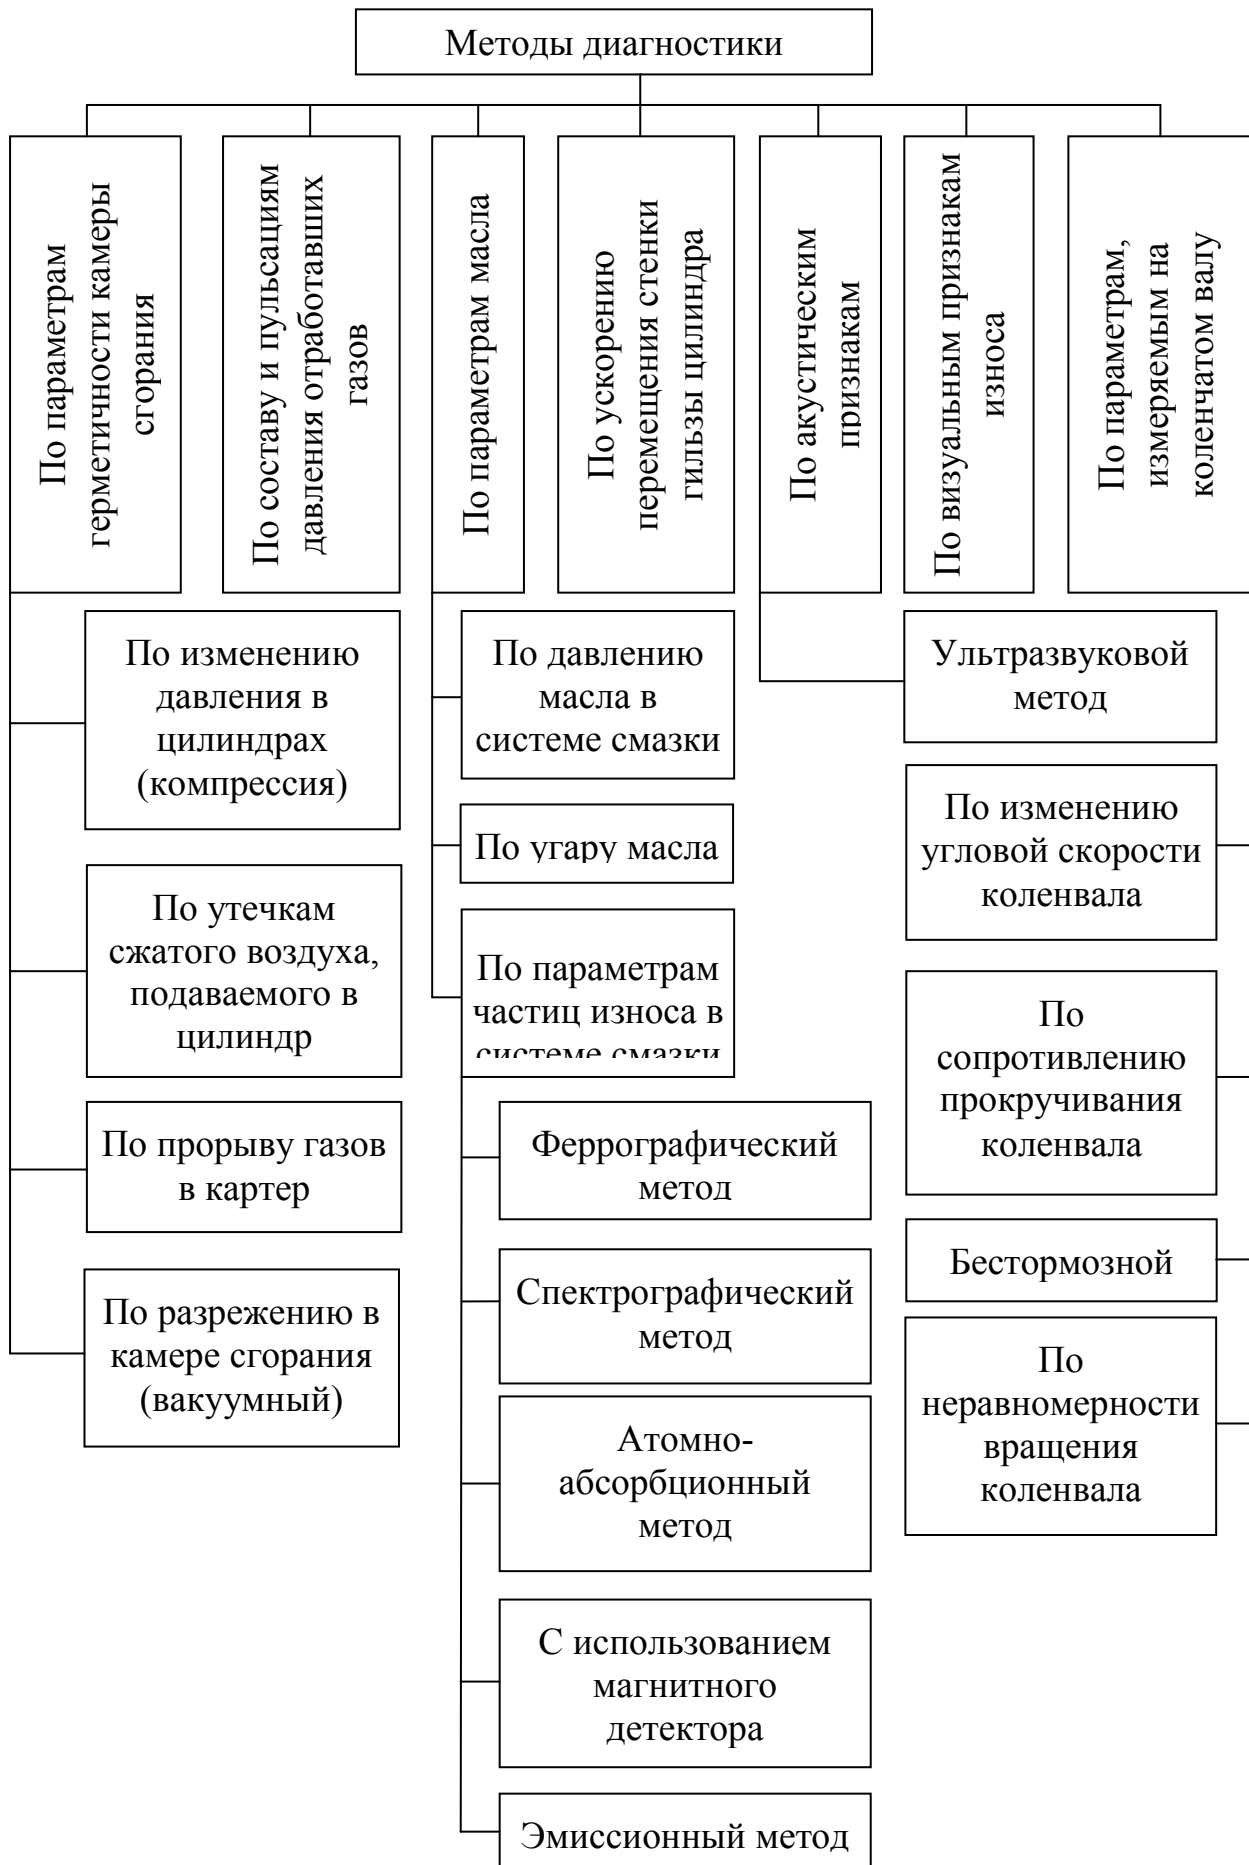 Методы диагностики
По параметрам
герметичности камеры
сгорания
По составу и пульсациям
давления отработавших
газов
По параметрам масла
По ускорению
перемещения стенки
гильзы цилиндра
По акустическим
признакам
По визуальным признакам
износа
По параметрам,
измеряемым на
коленчатом валу
По изменению
давления в
цилиндрах
(компрессия)
По утечкам
сжатого воздуха,
подаваемого в
цилиндр
По прорыву газов
в картер
По разрежению в
камере сгорания
(вакуумный)
По давлению
масла в
системе смазки
По угару масла
По параметрам
частиц износа в
системе смазки
Феррографический
метод
Спектрографический
метод
Атомно-
абсорбционный
метод
С использованием
магнитного
детектора
Эмиссионный метод
Ультразвуковой
метод
По изменению
угловой скорости
коленвала
По
сопротивлению
прокручивания
коленвала
Бестормозной
По
неравномерности
вращения
коленвала